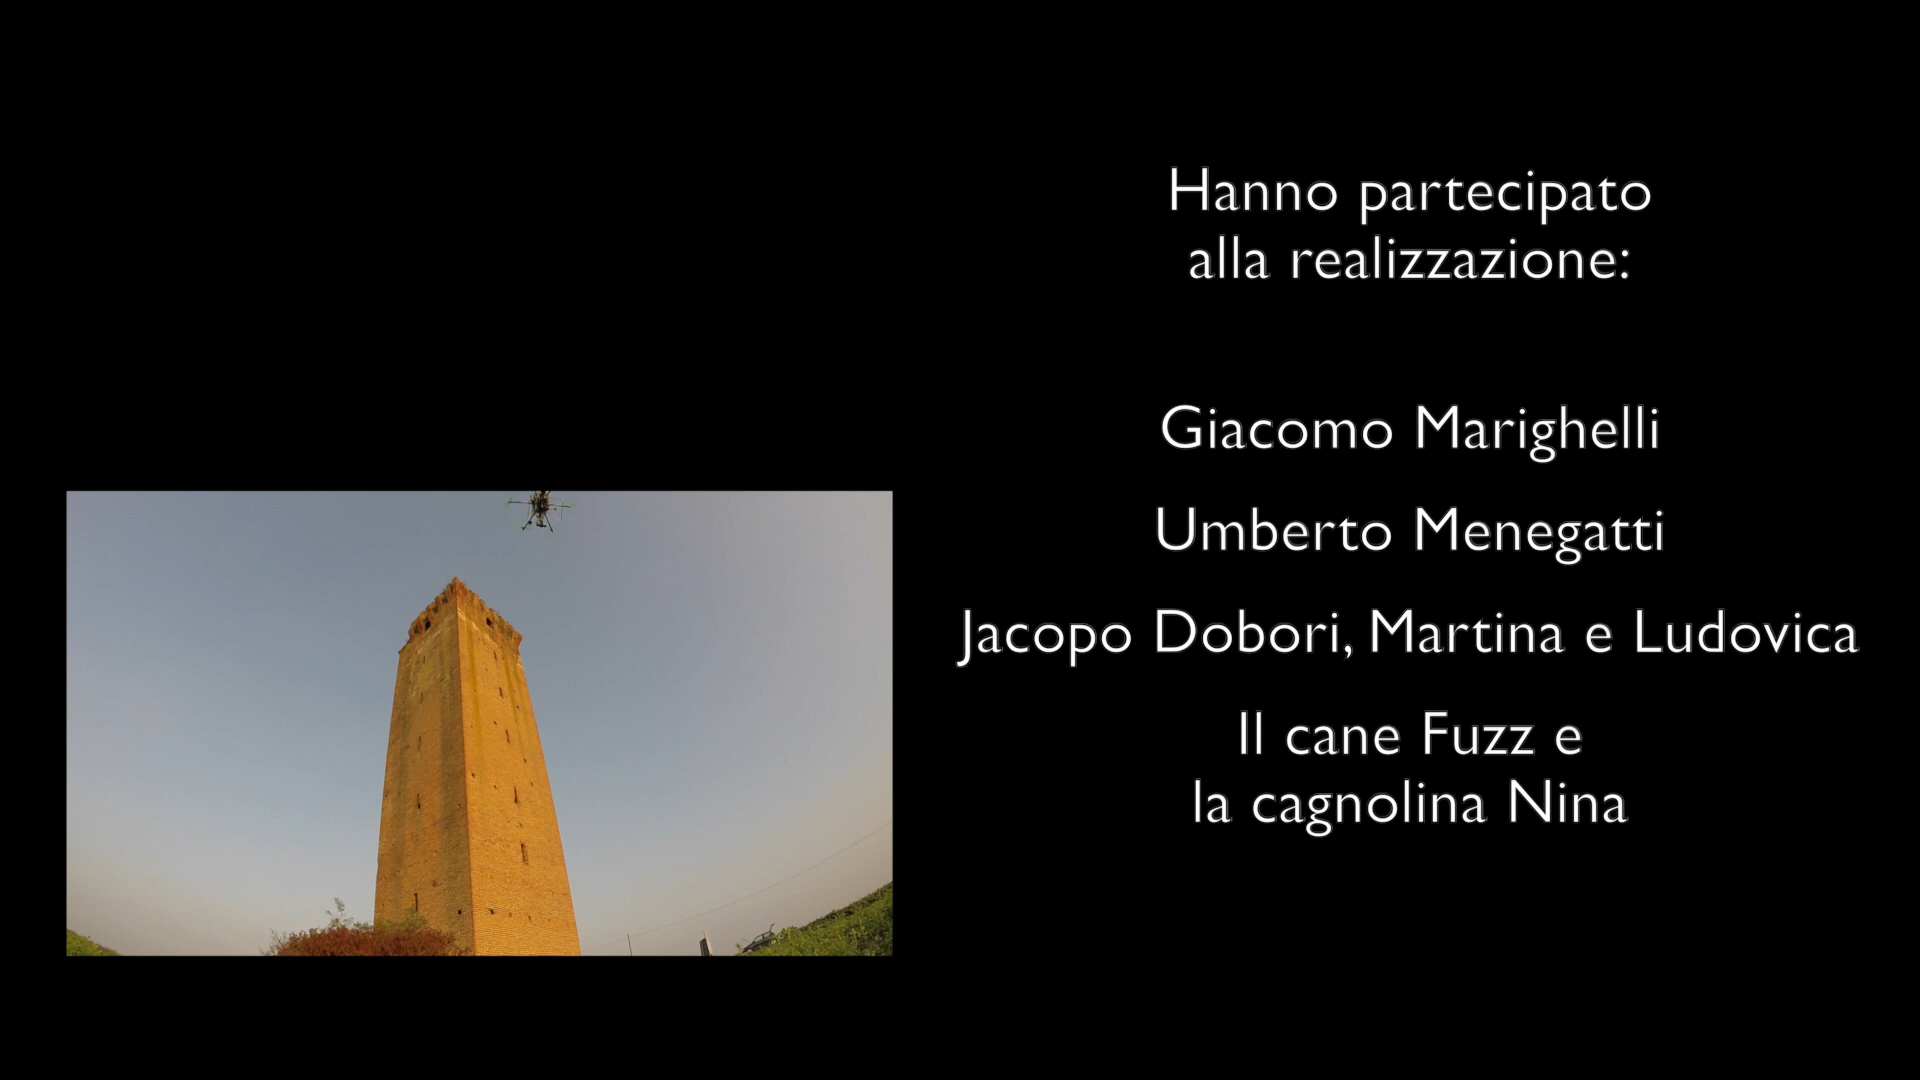 Hanno partecipato
alla realizzazione:
Giacomo Marighelli
Umberto Menegatti
Jacopo Dobori, Martina e Ludovica
Il cane Fuzz e
la cagnolina Nina